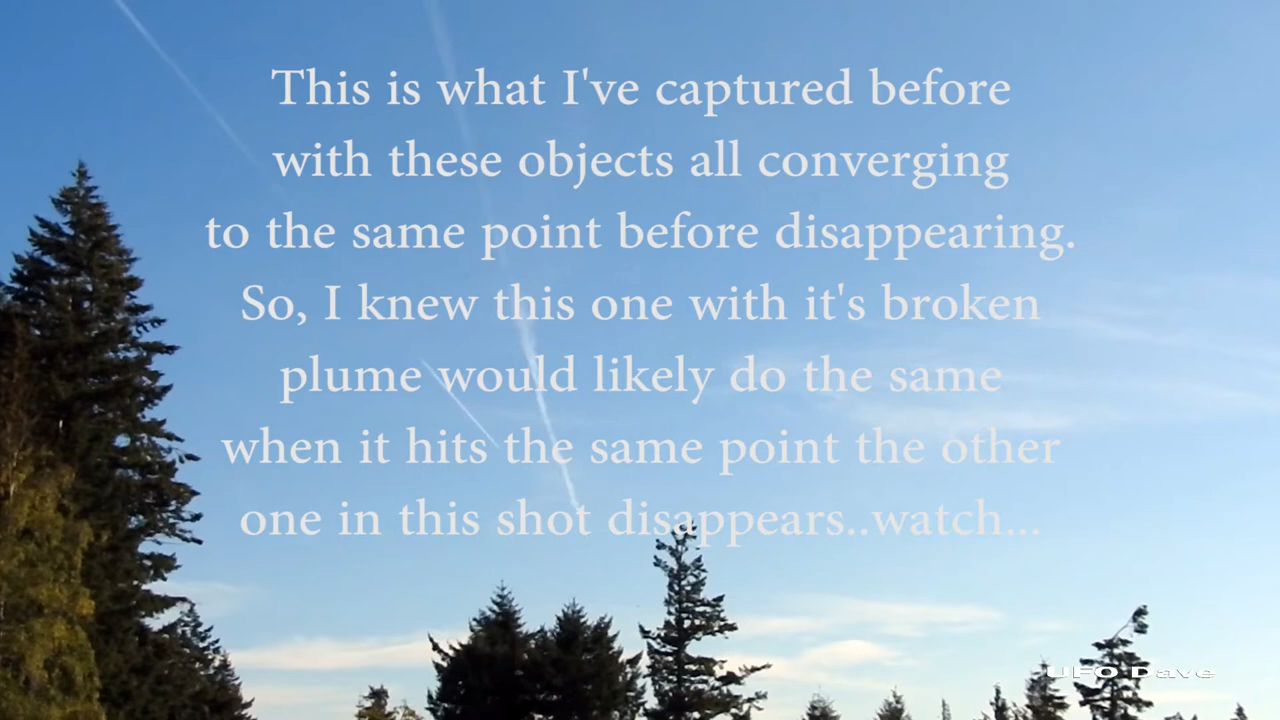 This is what I've captured before
with these objects all converging
to the same point before disappearing.
So, I knew this one with it's broken
plume would likely do the same
when it hits the same point the other
one in this shot disappears..watch...
UFO Dave